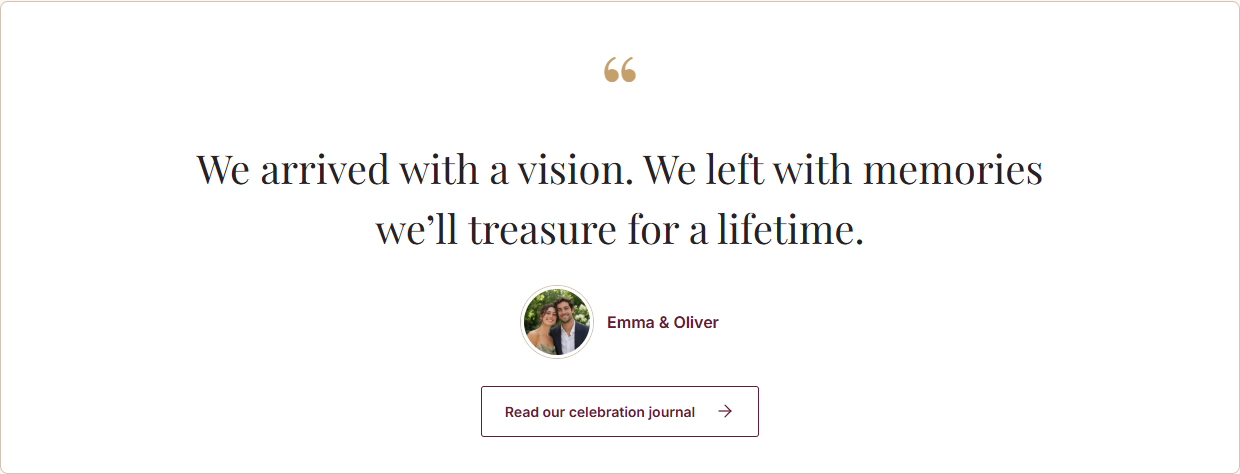 “
We arrived with a vision. We left with memories
we’ll treasure for a lifetime.
Emma & Oliver
Read our celebration journal →